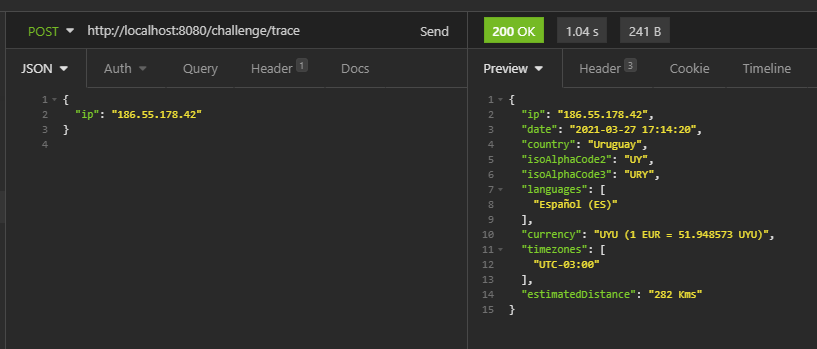 POST http://localhost:8080/challenge/trace Send
200 OK 1.04 s 241 B
JSON Auth Query Header 1 Docs
Preview Header 3 Cookie Timeline
1 {
2 "ip": "186.55.178.42"
3 }
4
1 {
2 "ip": "186.55.178.42",
3 "date": "2021-03-27 17:14:20",
4 "country": "Uruguay",
5 "isoAlphaCode2": "UY",
6 "isoAlphaCode3": "URY",
7 "languages": [
8 "Español (ES)"
9 ],
10 "currency": "UYU (1 EUR = 51.948573 UYU)",
11 "timezones": [
12 "UTC-03:00"
13 ],
14 "estimatedDistance": "282 Kms"
15 }